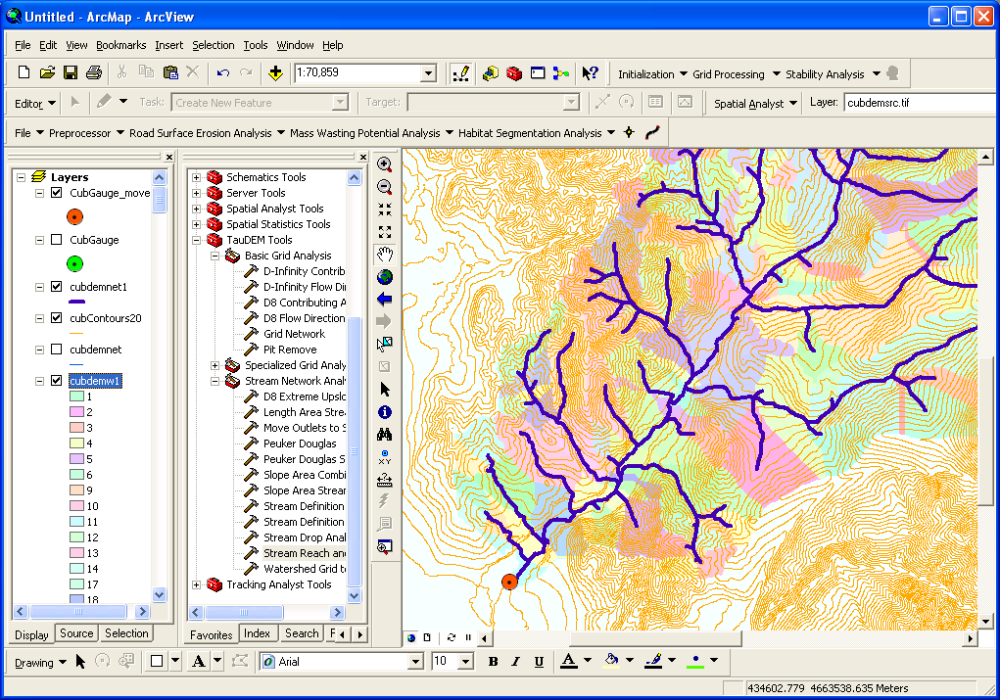 Untitled - ArcMap - ArcView
File Edit View Bookmarks Insert Selection Tools Window Help
1:70,859 Initialization Grid Processing Stability Analysis
Editor Task: Create New Feature Target: Spatial Analyst Layer: cubdemsrc.tif
File Preprocessor Road Surface Erosion Analysis Mass Wasting Potential Analysis Habitat Segmentation Analysis
Layers
CubGauge_move
CubGauge
cubdemnet1
cubContours20
cubdemnet
cubdemw1
1
2
3
4
5
6
9
10
11
12
13
14
17
18
Display Source Selection
Schematics Tools
Server Tools
Spatial Analyst Tools
Spatial Statistics Tools
TauDEM Tools
Basic Grid Analysis
D-Infinity Contrib
D-Infinity Flow Dir
D8 Contributing A
D8 Flow Direction
Grid Network
Pit Remove
Specialized Grid Analy
Stream Network Anal
D8 Extreme Upslo
Length Area Strea
Move Outlets to S
Peuker Douglas
Peuker Douglas S
Slope Area Combi
Slope Area Stream
Stream Definition
Stream Definition
Stream Drop Anal
Stream Reach and
Watershed Grid to
Tracking Analyst Tools
Favorites Index Search F
XY
Drawing A Arial 10 B I U A
434602.779 4663538.635 Meters